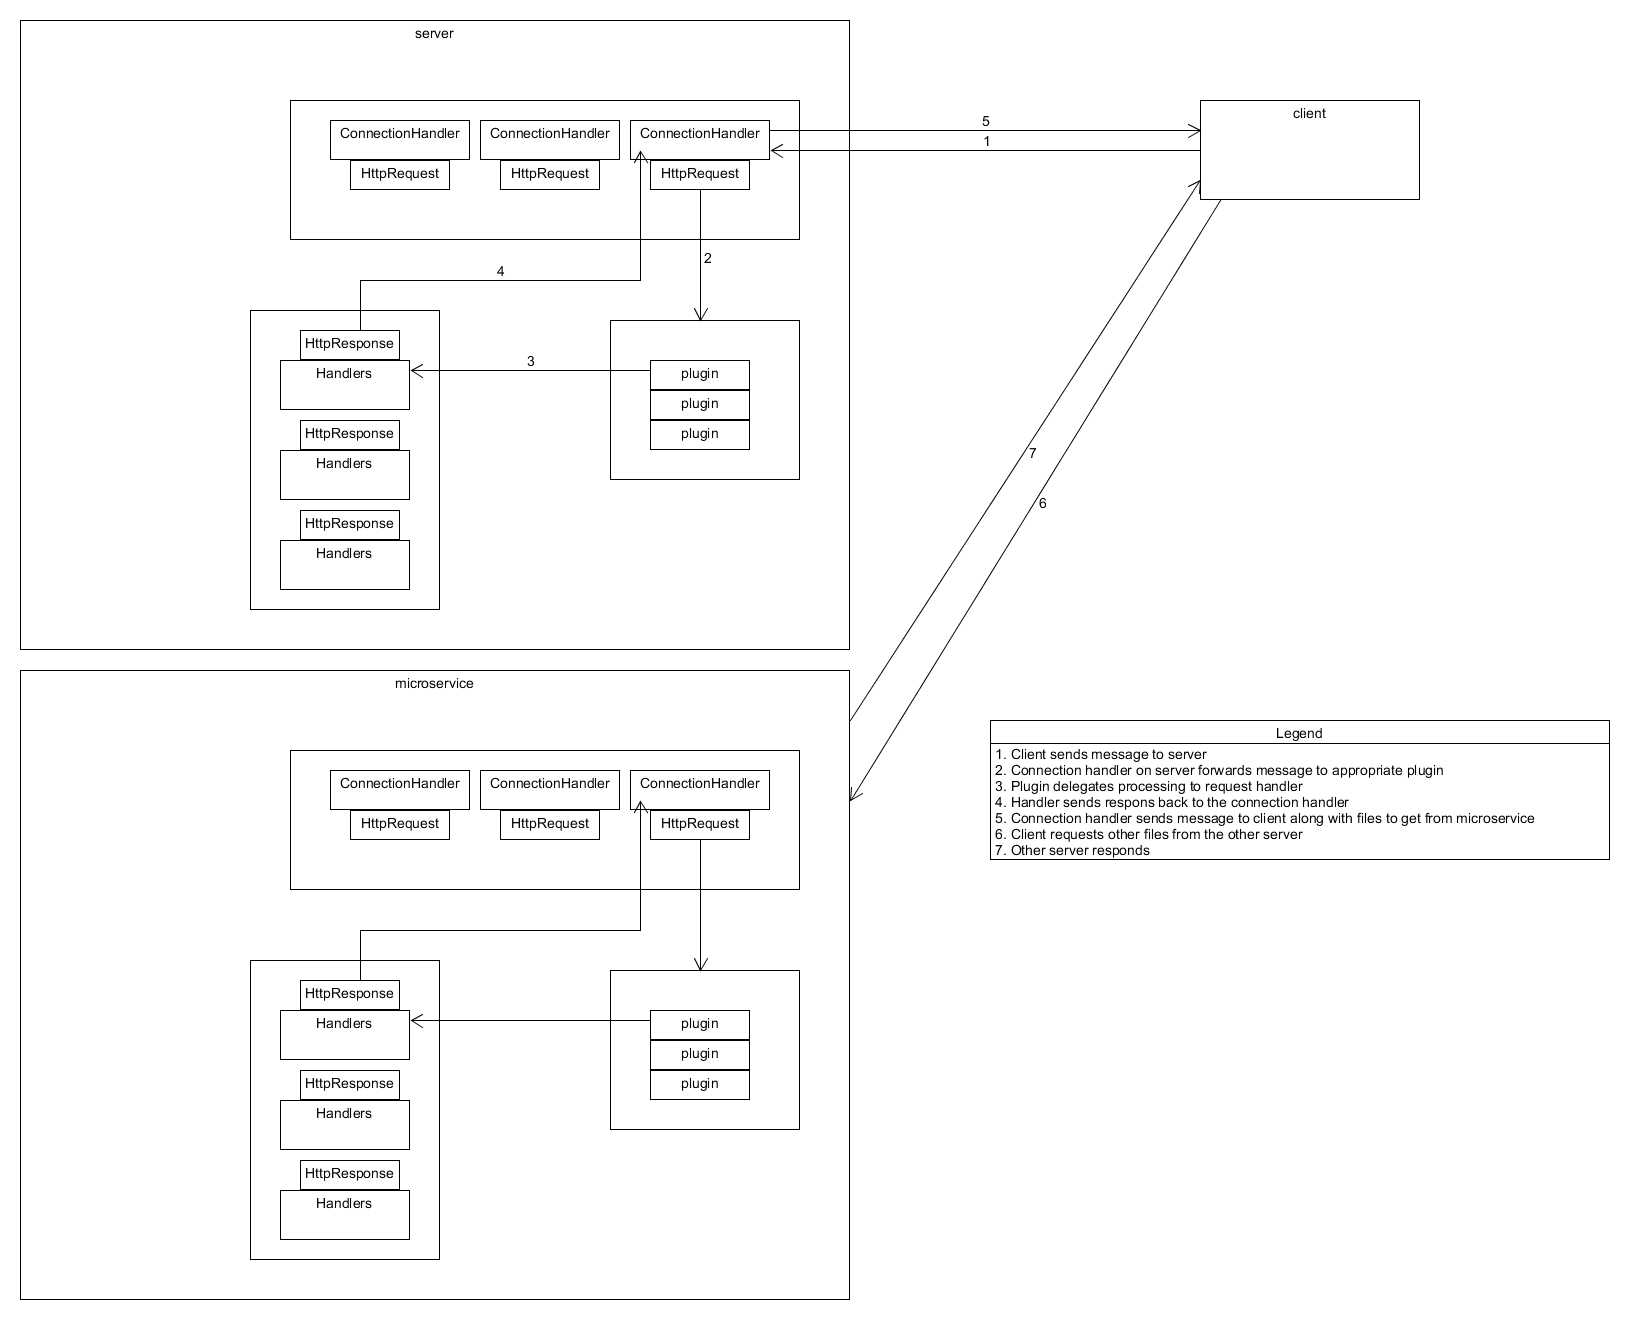 server
ConnectionHandler
ConnectionHandler
ConnectionHandler
HttpRequest
HttpRequest
HttpRequest
5
1
client
2
4
HttpResponse
Handlers
3
plugin
plugin
plugin
HttpResponse
Handlers
HttpResponse
Handlers
7
6
microservice
ConnectionHandler
ConnectionHandler
ConnectionHandler
HttpRequest
HttpRequest
HttpRequest
HttpResponse
Handlers
plugin
plugin
plugin
HttpResponse
Handlers
HttpResponse
Handlers
Legend
1. Client sends message to server
2. Connection handler on server forwards message to appropriate plugin
3. Plugin delegates processing to request handler
4. Handler sends respons back to the connection handler
5. Connection handler sends message to client along with files to get from microservice
6. Client requests other files from the other server
7. Other server responds